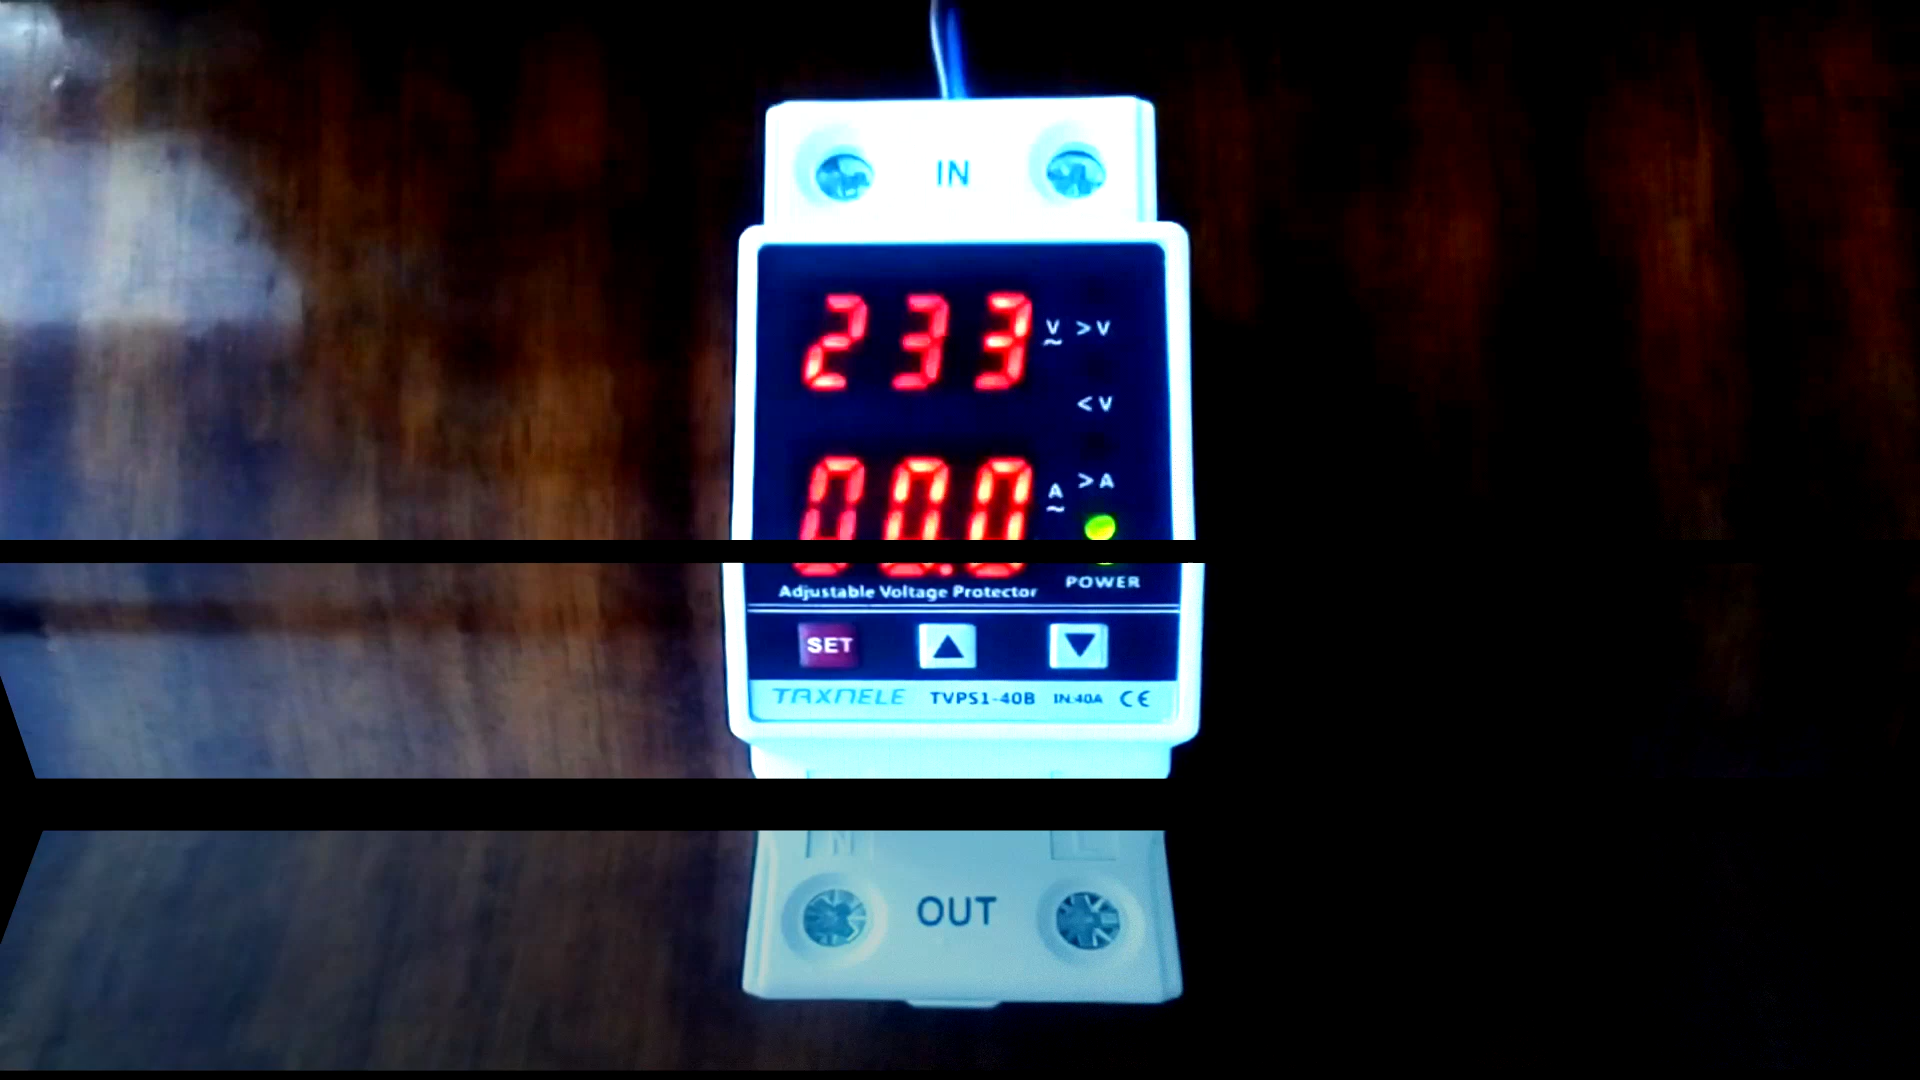 IN
233 V~ >V
<V
00.0 A~ >A
POWER
Adjustable Voltage Protector
SET ▲ ▼
TAXNELE TVPS1-40B IN:40A CE
N L
OUT